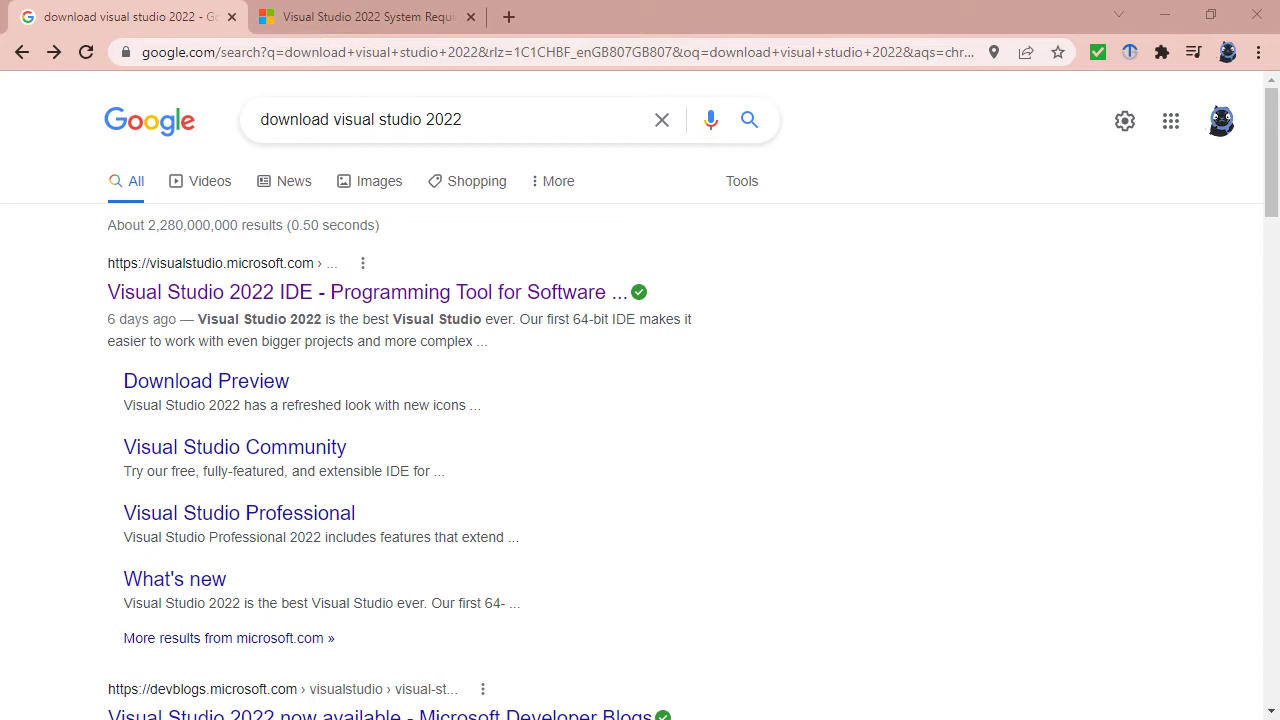 download visual studio 2022 - Go
Visual Studio 2022 System Requi
google.com/search?q=download+visual+studio+2022&rlz=1C1CHBF_enGB807GB807&oq=download+visual+studio+2022&aqs=chr...
Google
download visual studio 2022
All
Videos
News
Images
Shopping
More
Tools
About 2,280,000,000 results (0.50 seconds)
https://visualstudio.microsoft.com › ...
Visual Studio 2022 IDE - Programming Tool for Software ...
6 days ago — Visual Studio 2022 is the best Visual Studio ever. Our first 64-bit IDE makes it
easier to work with even bigger projects and more complex ...
Download Preview
Visual Studio 2022 has a refreshed look with new icons ...
Visual Studio Community
Try our free, fully-featured, and extensible IDE for ...
Visual Studio Professional
Visual Studio Professional 2022 includes features that extend ...
What's new
Visual Studio 2022 is the best Visual Studio ever. Our first 64- ...
More results from microsoft.com »
https://devblogs.microsoft.com › visualstudio › visual-st...
Visual Studio 2022 now available - Microsoft Developer Blogs